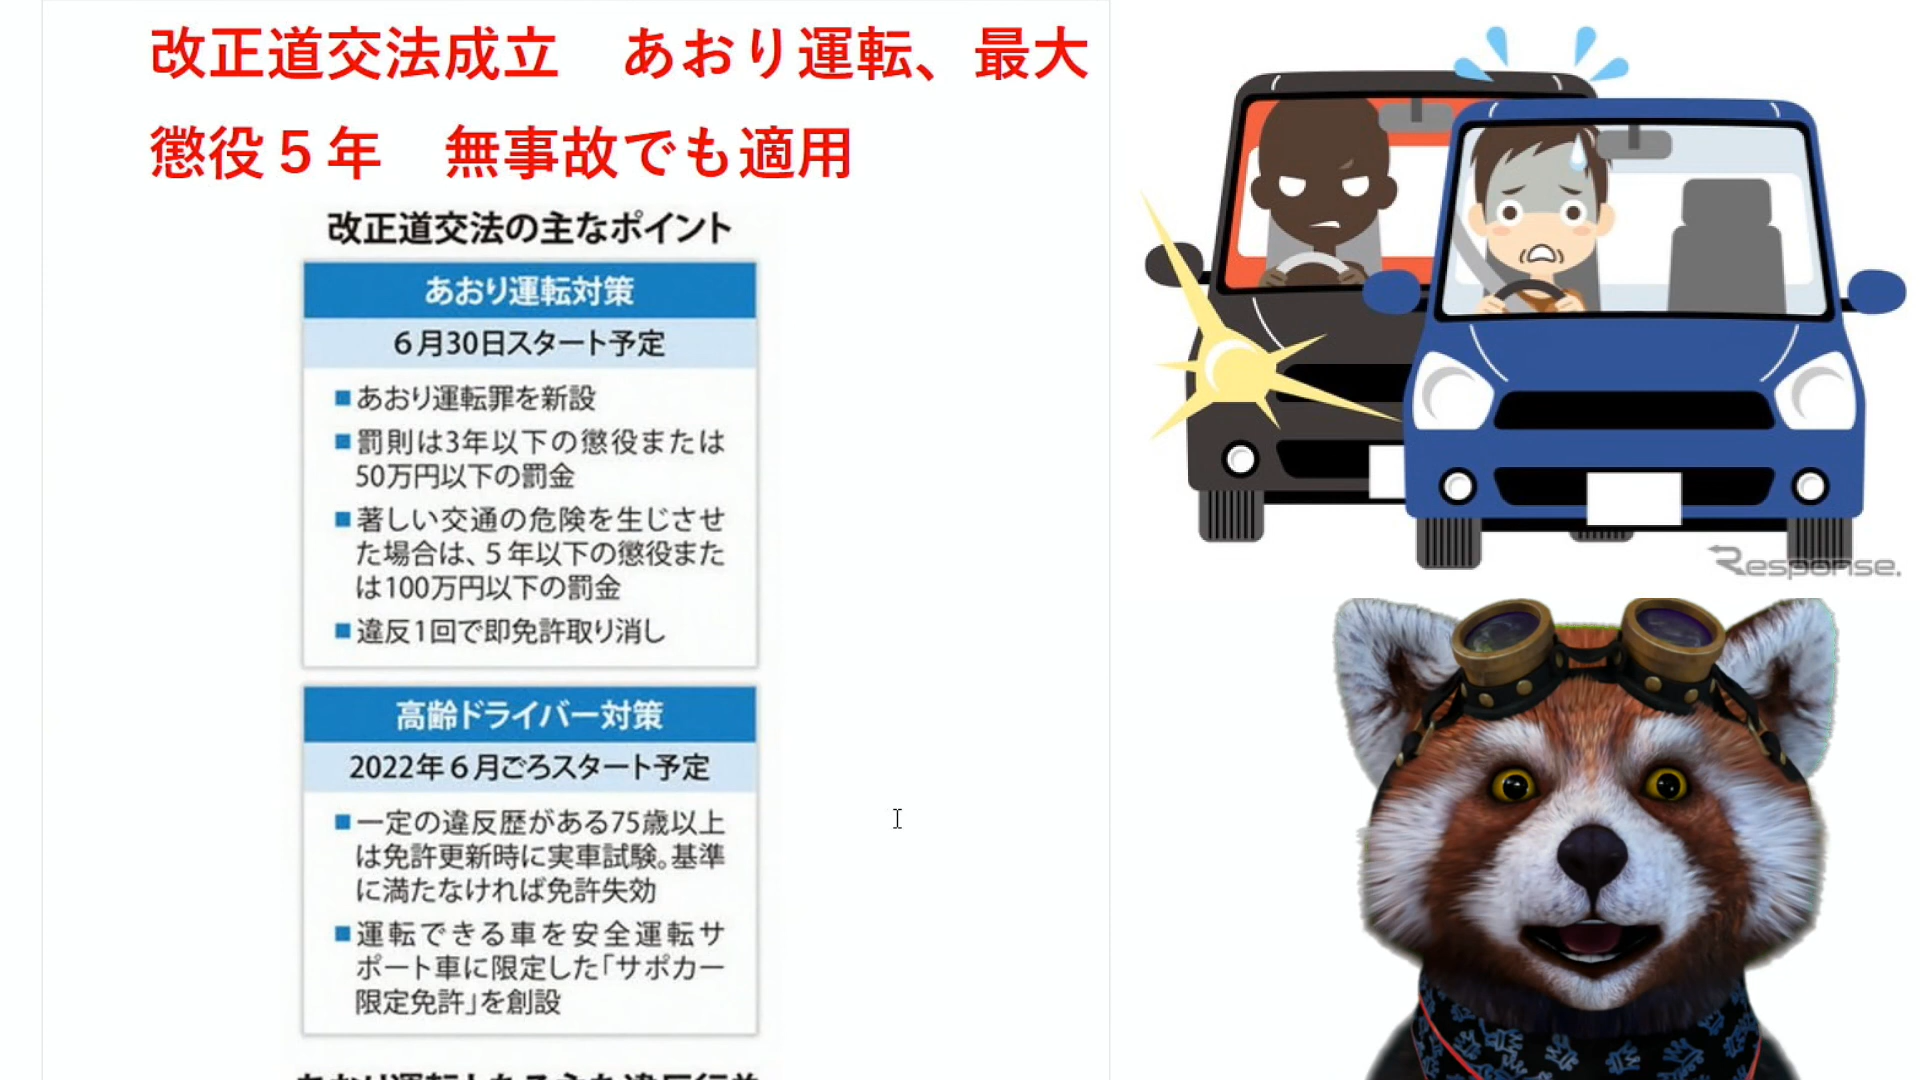 改正道交法成立　あおり運転、最大
懲役５年　無事故でも適用
改正道交法の主なポイント
あおり運転対策
６月30日スタート予定
■あおり運転罪を新設
■罰則は3年以下の懲役または
50万円以下の罰金
■著しい交通の危険を生じさせ
た場合は、５年以下の懲役また
は100万円以下の罰金
■違反1回で即免許取り消し
高齢ドライバー対策
2022年６月ごろスタート予定
■一定の違反歴がある75歳以上
は免許更新時に実車試験。基準
に満たなければ免許失効
■運転できる車を安全運転サ
ポート車に限定した「サポカー
限定免許」を創設
Response.